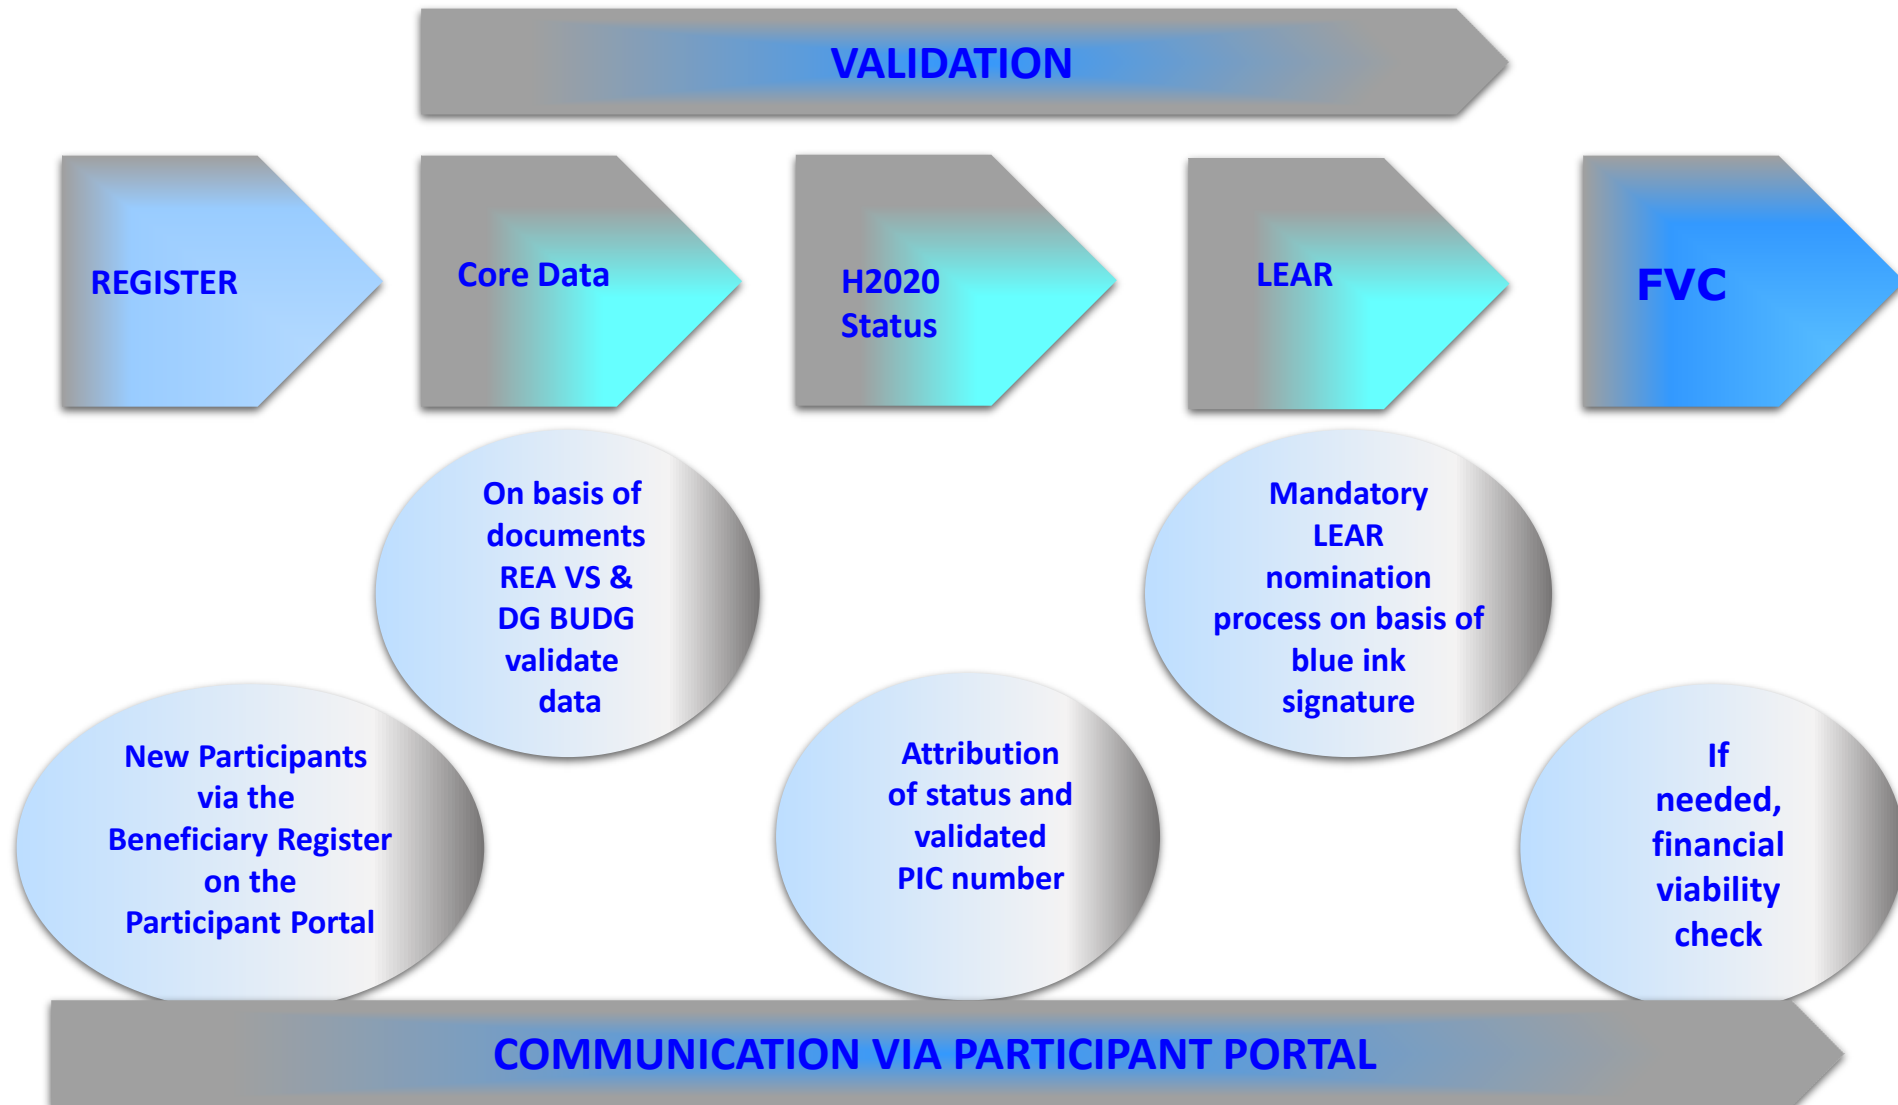 VALIDATION
REGISTER
Core Data
H2020
Status
LEAR
FVC
On basis of
documents
REA VS &
DG BUDG
validate
data
Mandatory
LEAR
nomination
process on basis of
blue ink
signature
New Participants
via the
Beneficiary Register
on the
Participant Portal
Attribution
of status and
validated
PIC number
If
needed,
financial
viability
check
COMMUNICATION VIA PARTICIPANT PORTAL